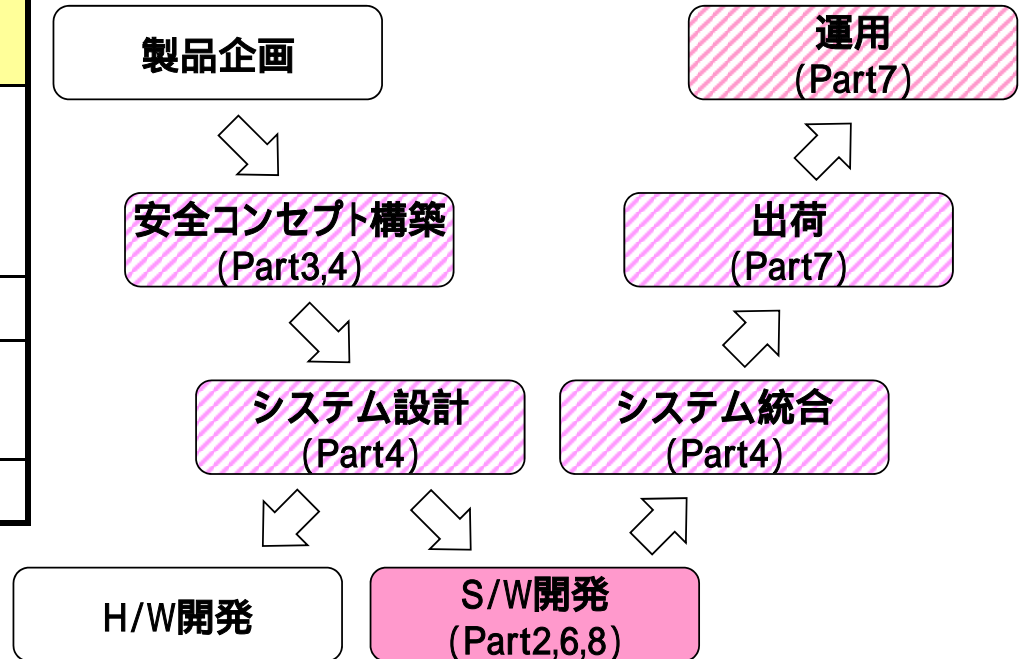 製品企画
運用
(Part7)
安全コンセプト構築
(Part3,4)
出荷
(Part7)
システム設計
(Part4)
システム統合
(Part4)
H/W開発
S/W開発
(Part2,6,8)